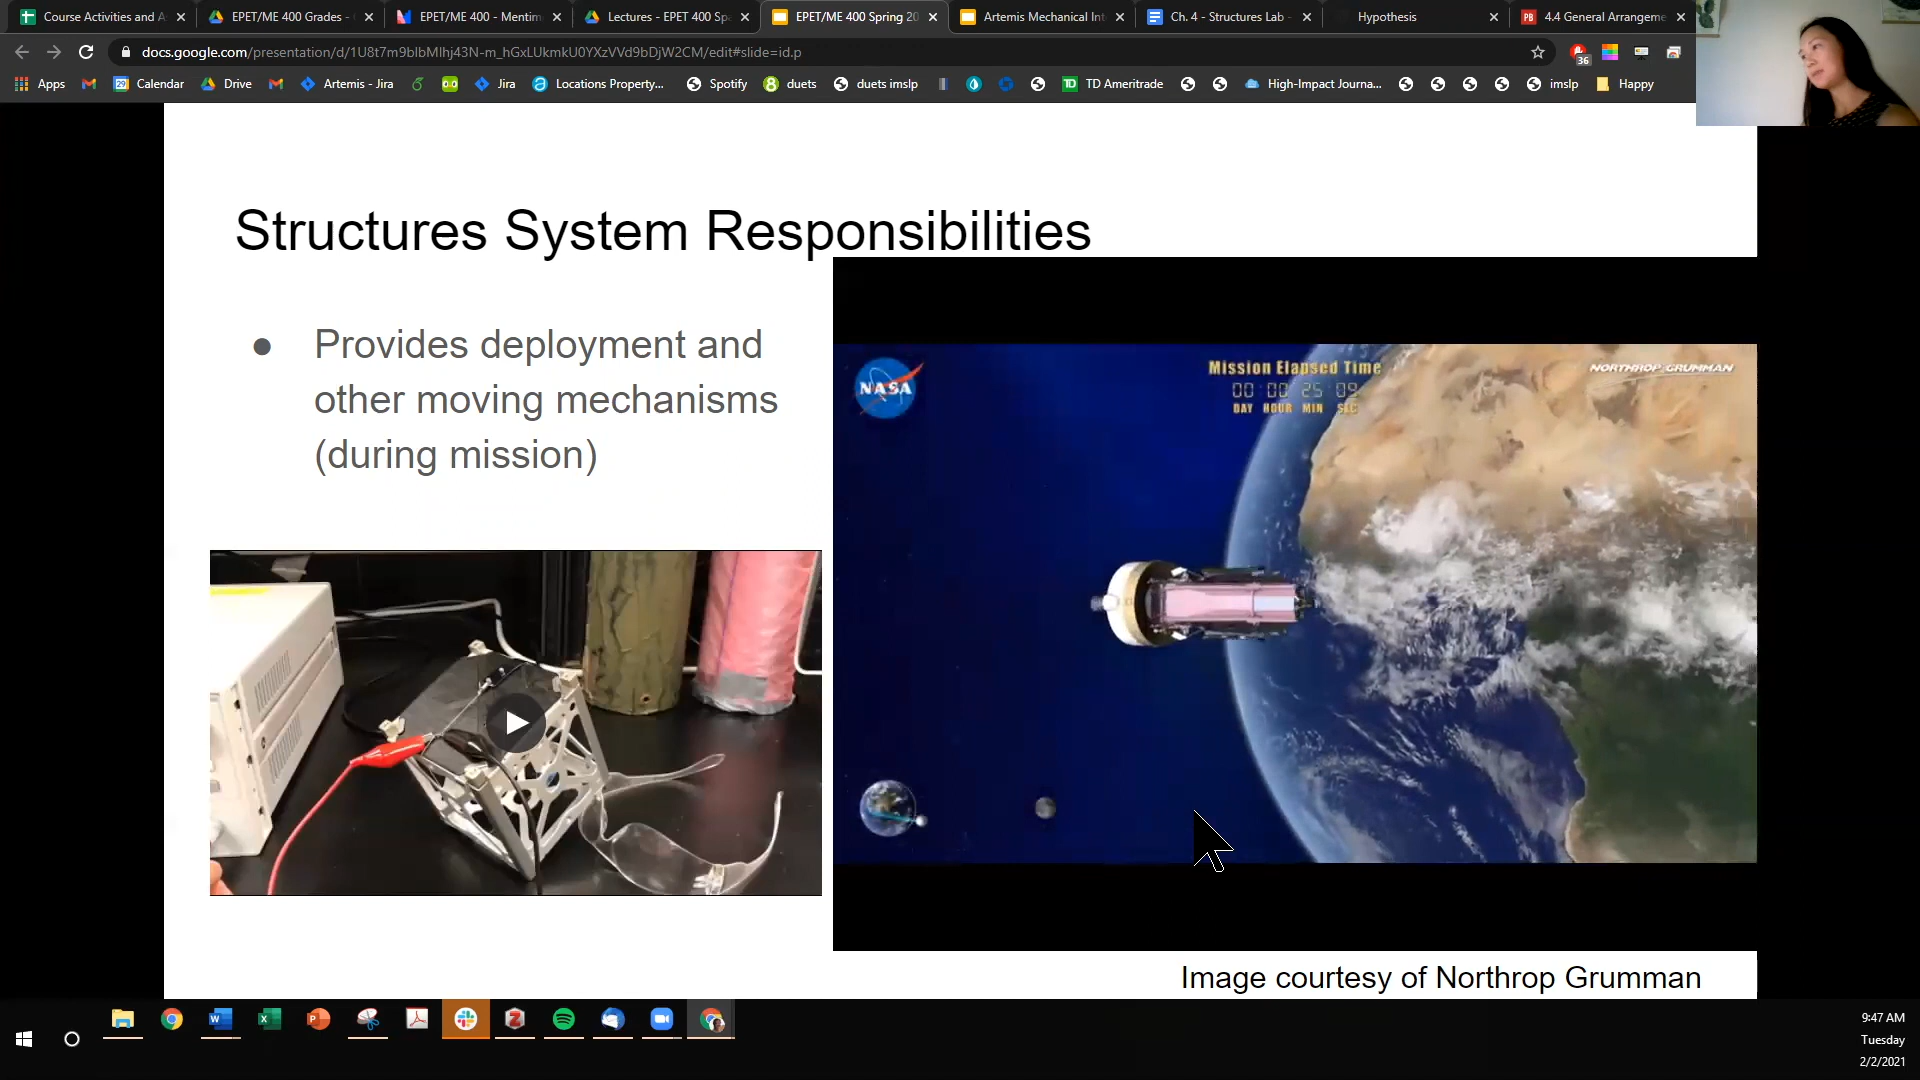 Course Activities and A
EPET/ME 400 Grades -
EPET/ME 400 - Mentim
Lectures - EPET 400 Sp
EPET/ME 400 Spring 20
Artemis Mechanical Int
Ch. 4 - Structures Lab -
Hypothesis
4.4 General Arrangeme
docs.google.com/presentation/d/1U8t7m9blbMlhj43N-m_hGxLUkmkU0YXzVVd9bDjW2CM/edit#slide=id.p
36
Apps
Calendar
Drive
Artemis - Jira
Jira
Locations Property...
Spotify
duets
duets imslp
TD Ameritrade
High-Impact Journa...
imslp
Happy
Structures System Responsibilities
● Provides deployment and
other moving mechanisms
(during mission)
NASA
Mission Elapsed Time
00 00 25 09
DAY HOUR MIN SEC
NORTHROP GRUMMAN
Image courtesy of Northrop Grumman
9:47 AM
Tuesday
2/2/2021